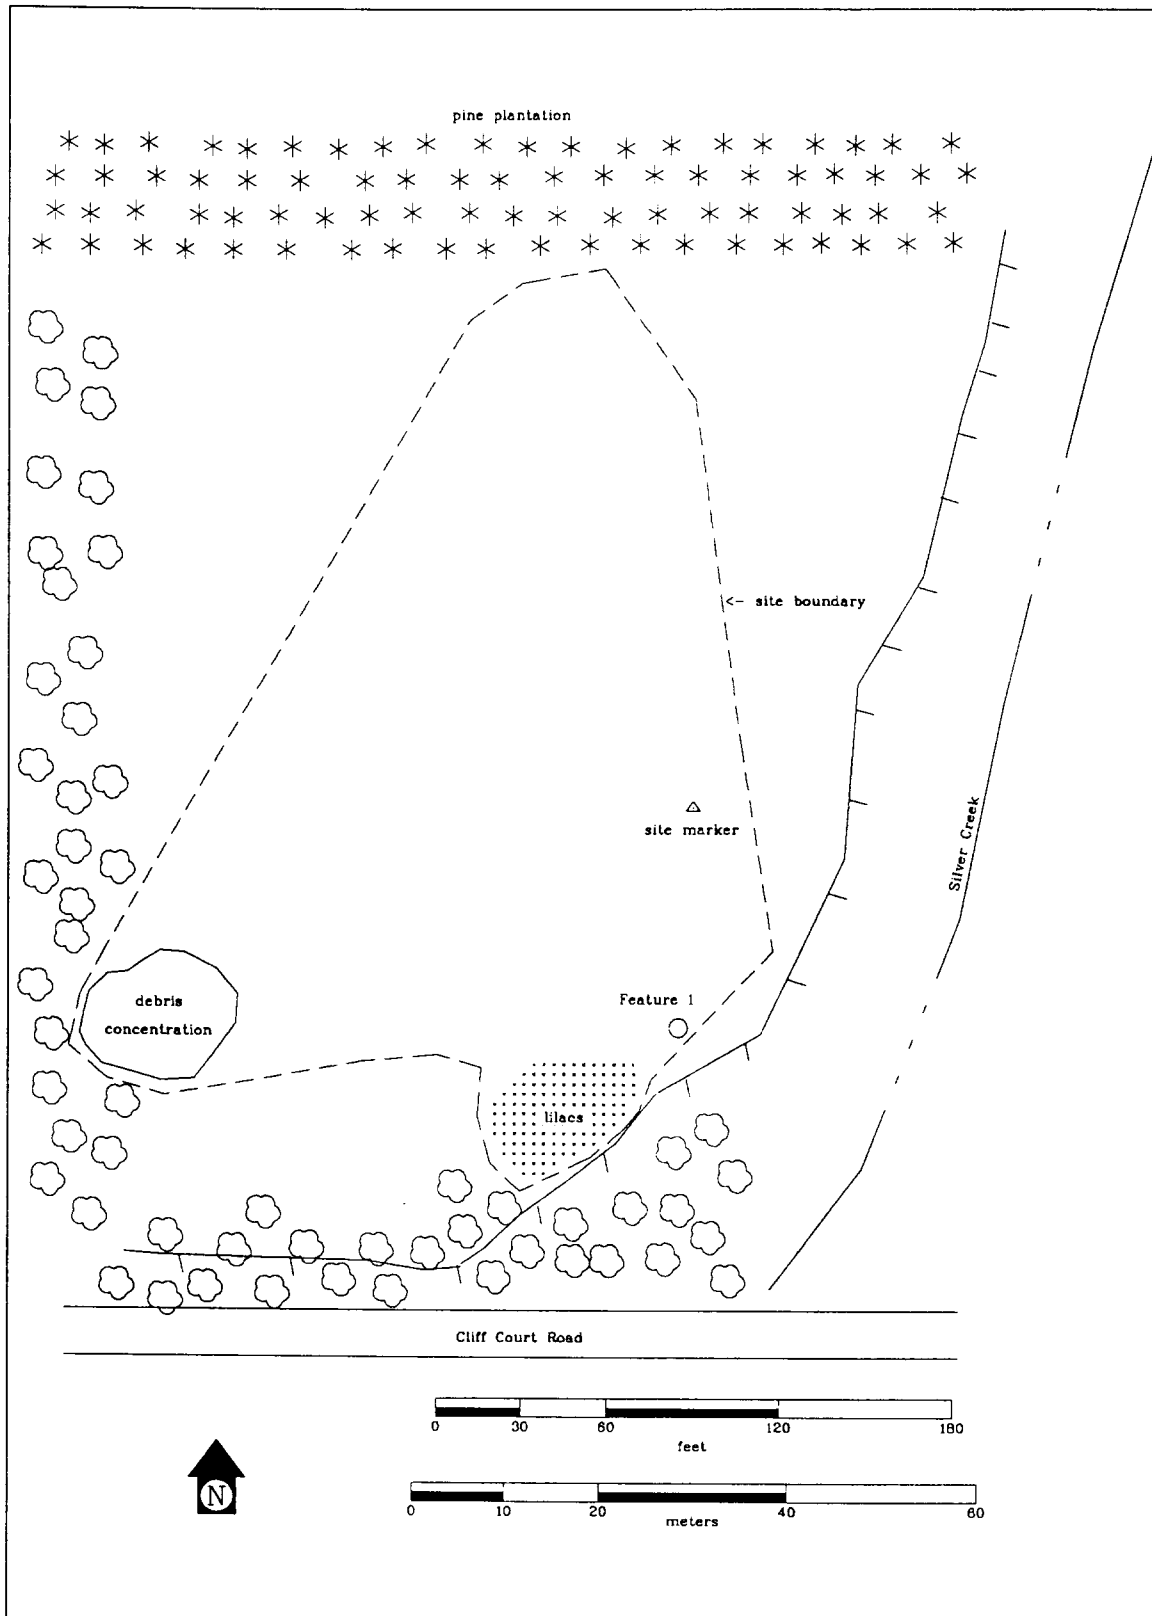 pine plantation
<- site boundary
site marker
Silver Creek
debris
concentration
Feature 1
lilacs
Cliff Court Road
0 30 60 120 180
feet
N
0 10 20 40 60
meters